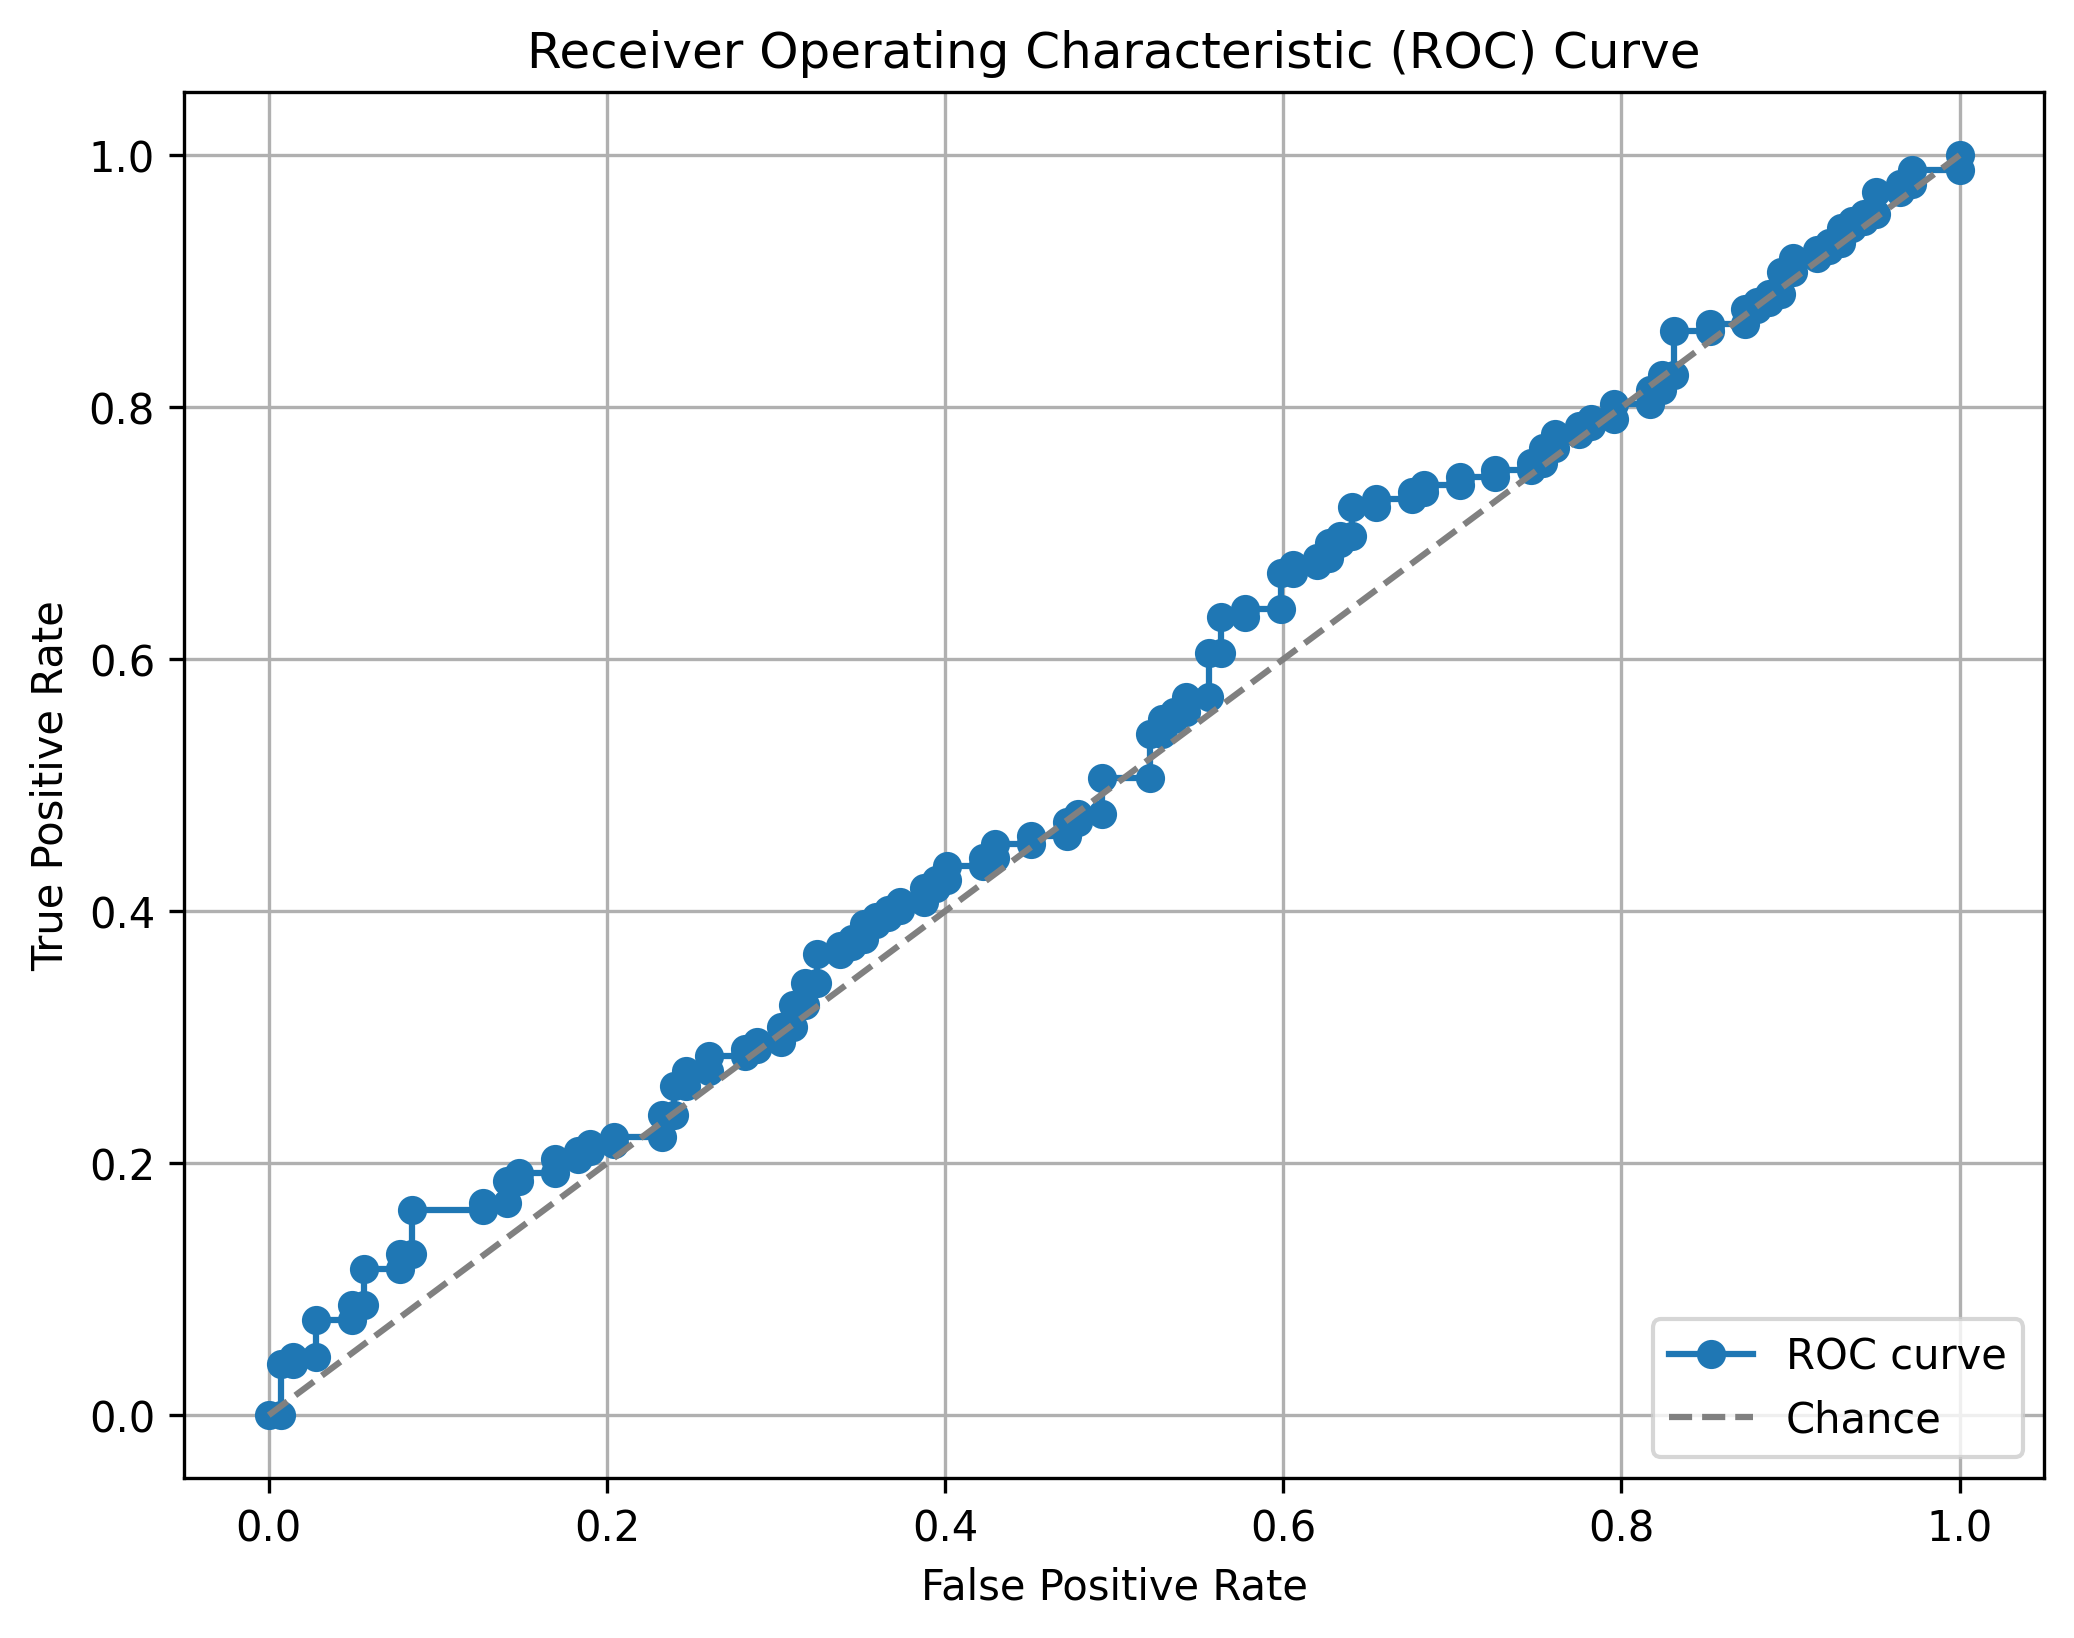 Receiver Operating Characteristic (ROC) Curve
1.0
0.8
0.6
0.4
0.2
0.0
True Positive Rate
0.0 0.2 0.4 0.6 0.8 1.0
False Positive Rate
ROC curve
Chance